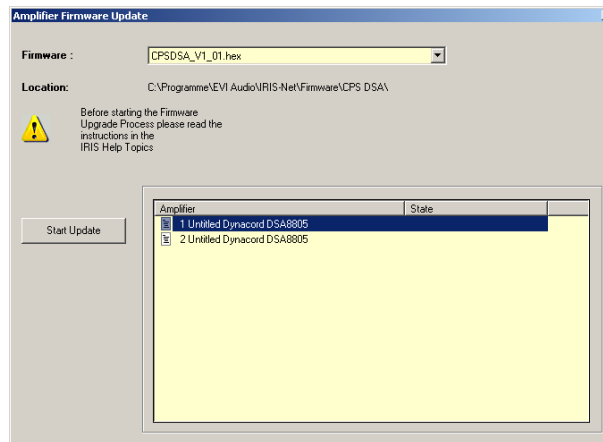 Amplifier Firmware Update
Firmware :
CPSDSA_V1_01.hex
Location:
C:\Programme\EVI Audio\IRIS-Net\Firmware\CPS DSA\
Before starting the Firmware
Upgrade Process please read the
instructions in the
IRIS Help Topics
Start Update
Amplifier State
1 Untitled Dynacord DSA8805
2 Untitled Dynacord DSA8805